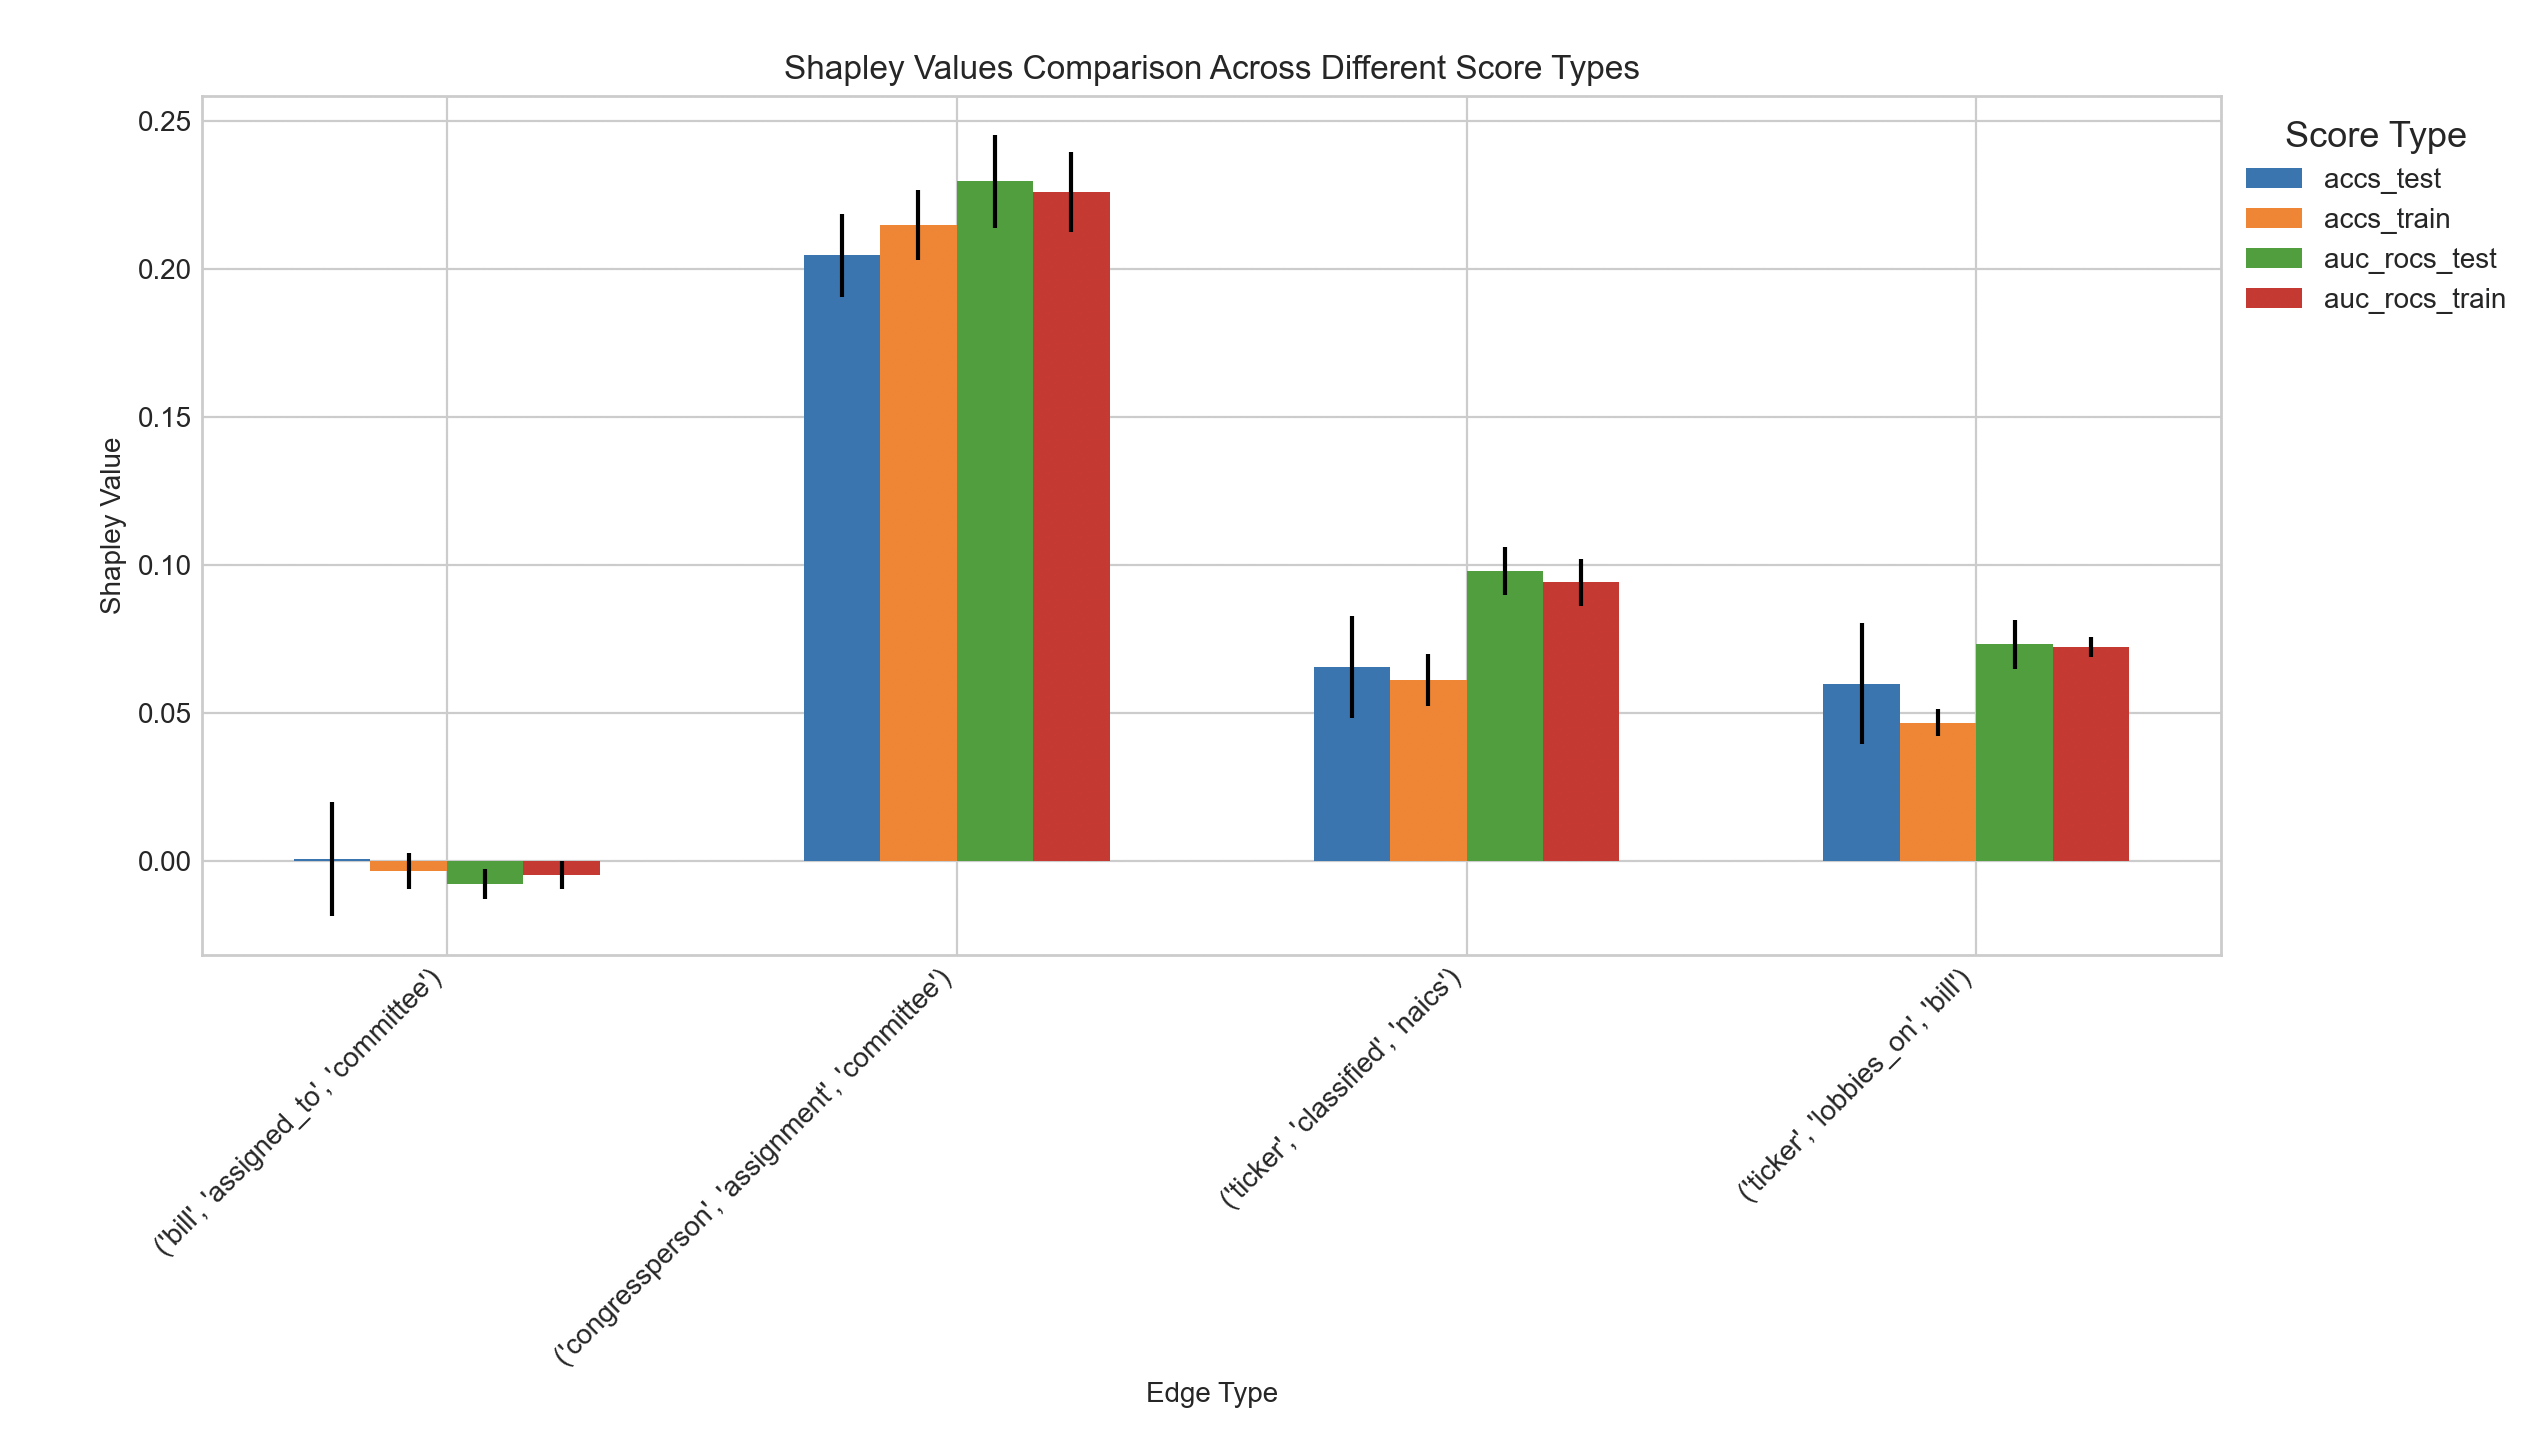 Shapley Values Comparison Across Different Score Types
Shapley Value
0.25
0.20
0.15
0.10
0.05
0.00
Score Type
accs_test
accs_train
auc_rocs_test
auc_rocs_train
('bill', 'assigned_to', 'committee')
('congressperson', 'assignment', 'committee')
('ticker', 'classified', 'naics')
('ticker', 'lobbies_on', 'bill')
Edge Type